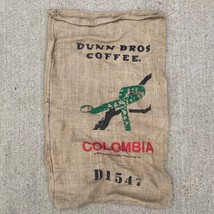 DUNN BROS
COFFEE.
COLOMBIA
D1547